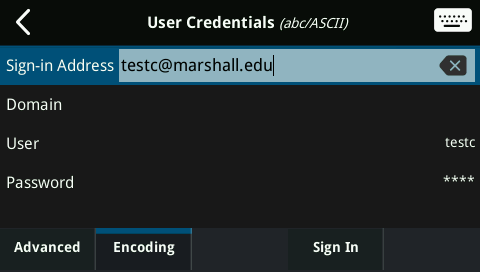 User Credentials (abc/ASCII)
Sign-in Address testc@marshall.edu
Domain
User testc
Password ****
Advanced Encoding Sign In